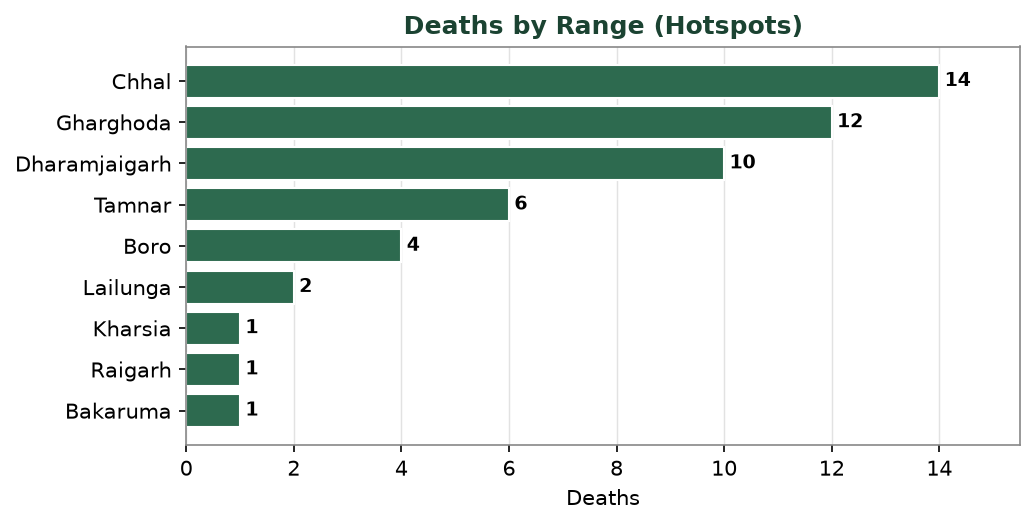 Deaths by Range (Hotspots)
Chhal 14
Gharghoda 12
Dharamjaigarh 10
Tamnar 6
Boro 4
Lailunga 2
Kharsia 1
Raigarh 1
Bakaruma 1
0 2 4 6 8 10 12 14
Deaths